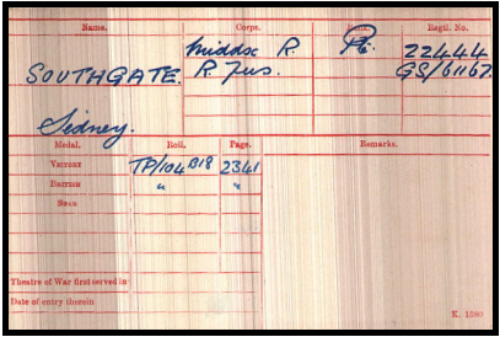 Name. Corps. Rank. Regtl. No.
Middx R. Pte. 22444
SOUTHGATE. R. Fus. GS/61167.
Sidney.
Medal. Roll. Page. Remarks.
Victory TP/104 B18 2341
British " "
Star
Theatre of War first served in
Date of entry therein
K. 1380